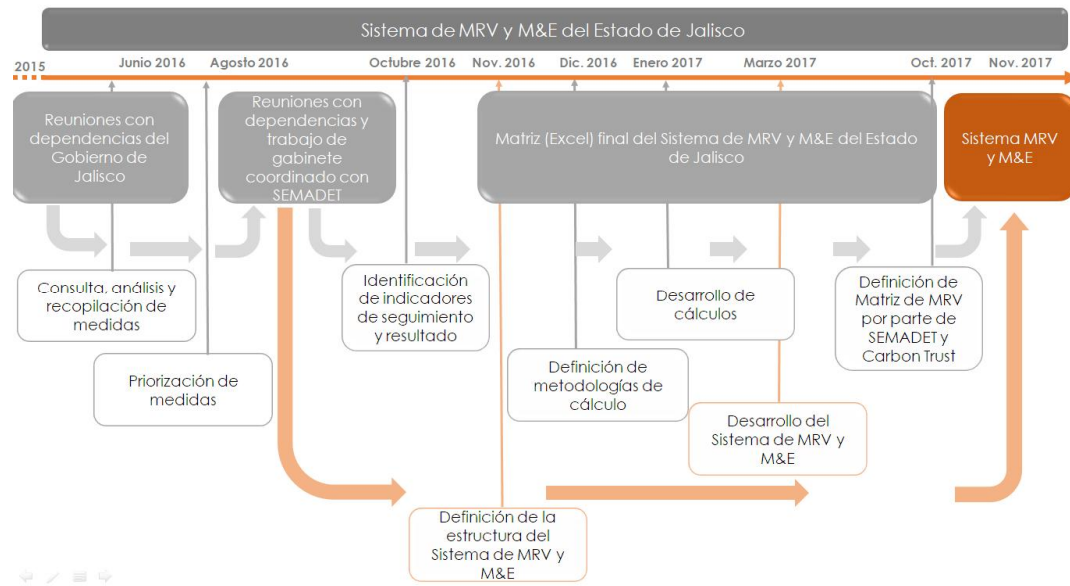 Sistema de MRV y M&E del Estado de Jalisco
2015
Junio 2016
Agosto 2016
Octubre 2016
Nov. 2016
Dic. 2016
Enero 2017
Marzo 2017
Oct. 2017
Nov. 2017
Reuniones con
dependencias del
Gobierno de
Jalisco
Reuniones con
dependencias y
trabajo de
gabinete
coordinado con
SEMADET
Matriz (Excel) final del Sistema de MRV y M&E del Estado
de Jalisco
Sistema MRV
y M&E
Consulta, análisis y
recopilación de
medidas
Priorización de
medidas
Identificación
de indicadores
de seguimiento
y resultado
Definición de
metodologías de
cálculo
Desarrollo de
cálculos
Desarrollo del
Sistema de MRV y
M&E
Definición de
Matriz de MRV
por parte de
SEMADET y
Carbon Trust
Definición de la
estructura del
Sistema de MRV y
M&E